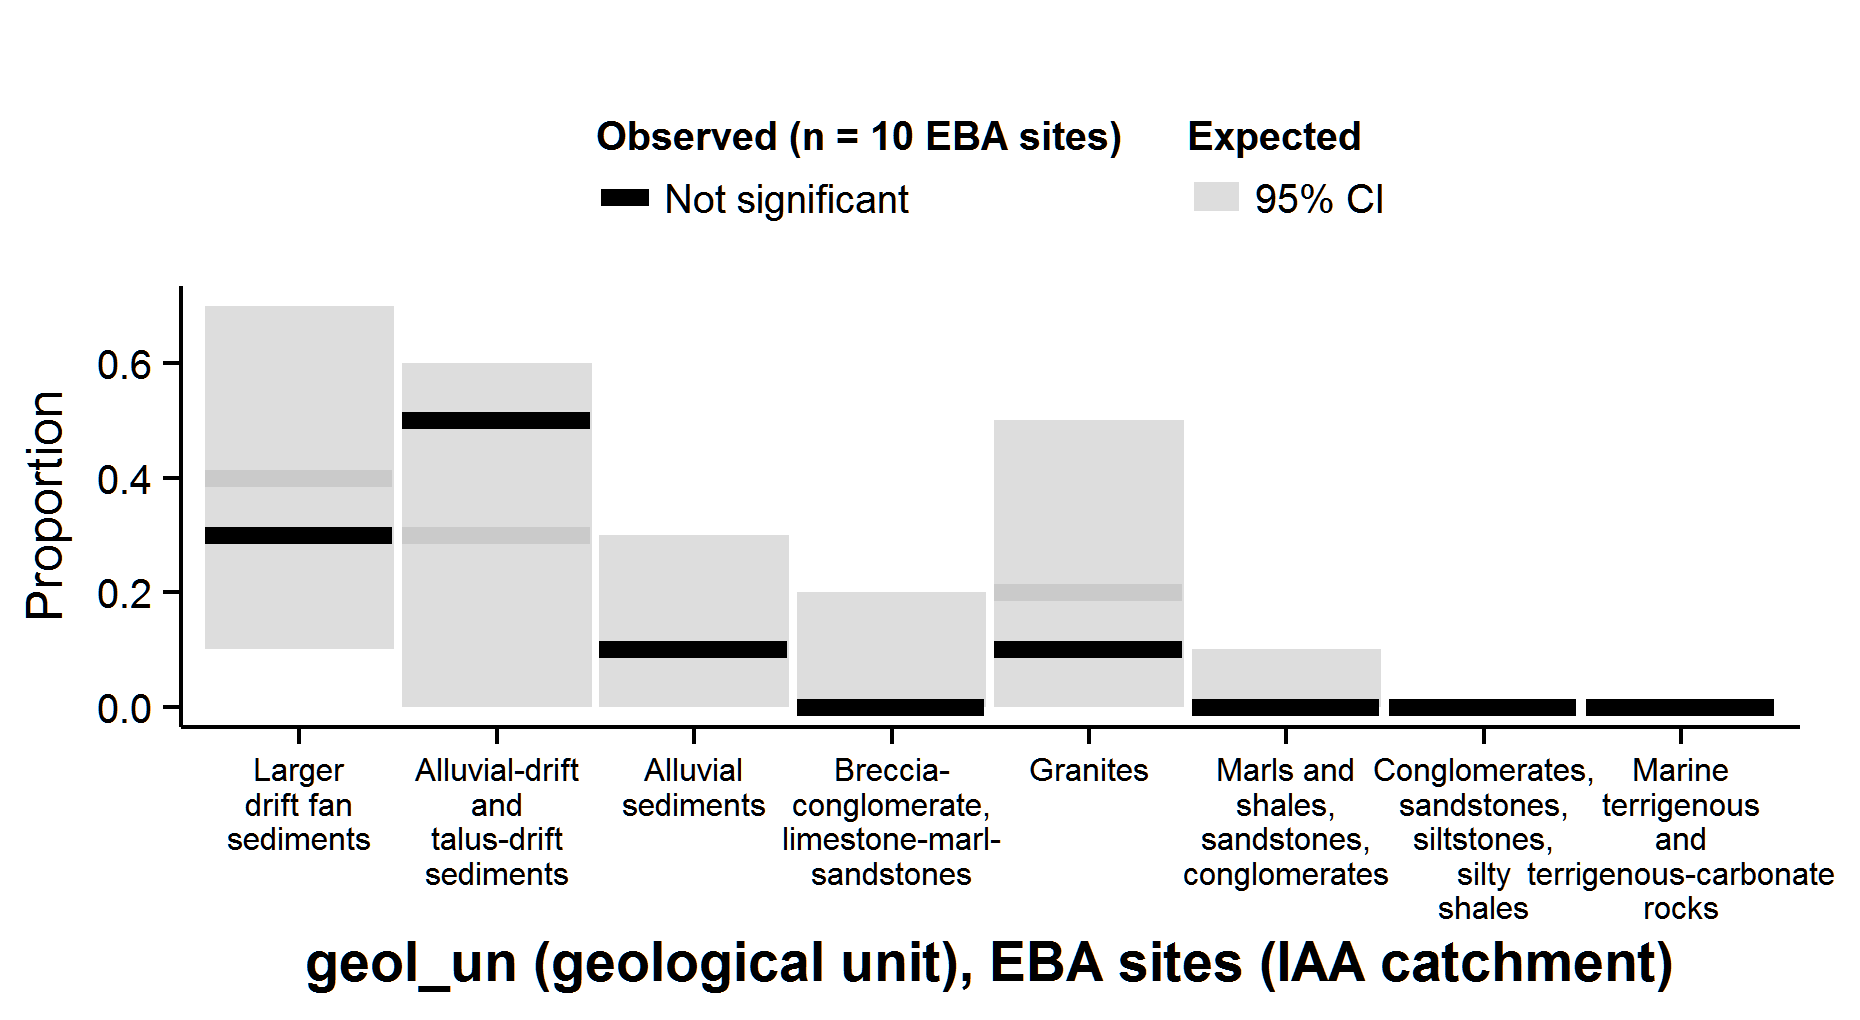 Observed (n = 10 EBA sites)
Expected
Not significant
95% CI
Proportion
0.6
0.4
0.2
0.0
Larger
drift fan
sediments
Alluvial-drift
and
talus-drift
sediments
Alluvial
sediments
Breccia-
conglomerate,
limestone-marl-
sandstones
Granites
Marls and
shales,
sandstones,
conglomerates
Conglomerates,
sandstones,
siltstones,
silty
shales
Marine
terrigenous
and
terrigenous-carbonate
rocks
geol_un (geological unit), EBA sites (IAA catchment)